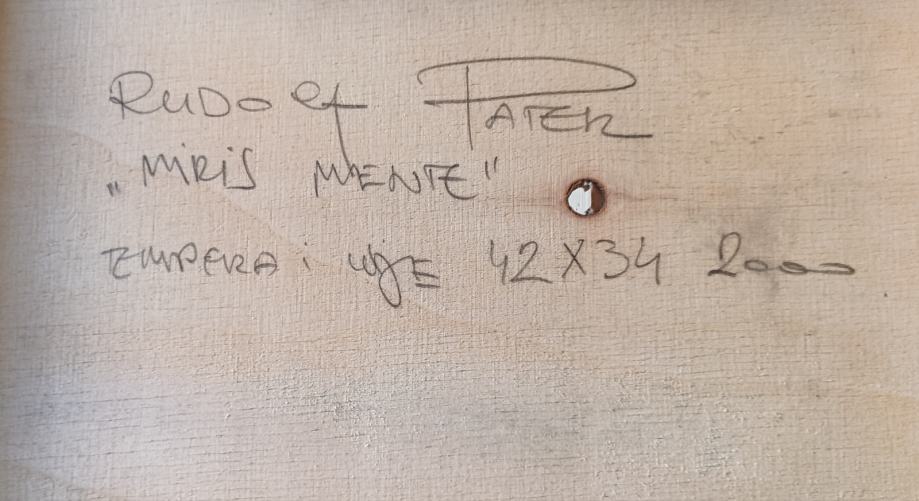 RUDOLF PATER
„MIRIS MENTE"
TEMPERA i ulje 42X34 2000